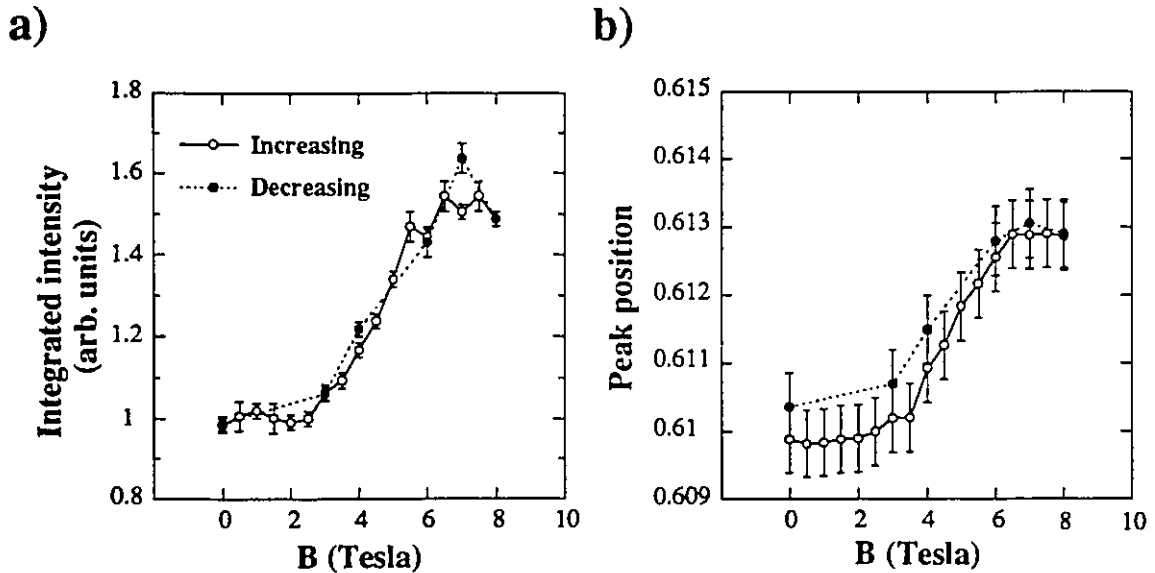 a)
Integrated intensity
(arb. units)
1.8
1.6
1.4
1.2
1
0.8
Increasing
Decreasing
0 2 4 6 8 10
B (Tesla)
b)
Peak position
0.615
0.614
0.613
0.612
0.611
0.61
0.609
0 2 4 6 8 10
B (Tesla)